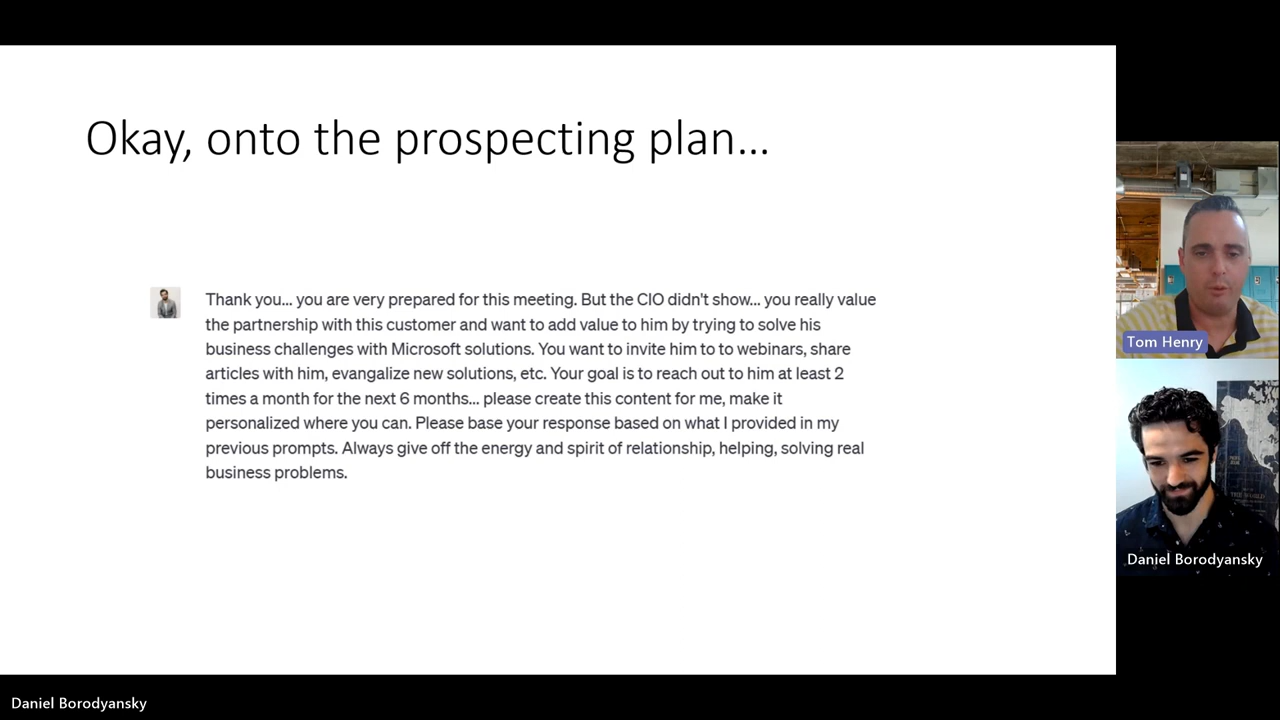 Okay, onto the prospecting plan...
Thank you... you are very prepared for this meeting. But the CIO didn't show... you really value
the partnership with this customer and want to add value to him by trying to solve his
business challenges with Microsoft solutions. You want to invite him to to webinars, share
articles with him, evangalize new solutions, etc. Your goal is to reach out to him at least 2
times a month for the next 6 months... please create this content for me, make it
personalized where you can. Please base your response based on what I provided in my
previous prompts. Always give off the energy and spirit of relationship, helping, solving real
business problems.
Tom Henry
Daniel Borodyansky
Daniel Borodyansky